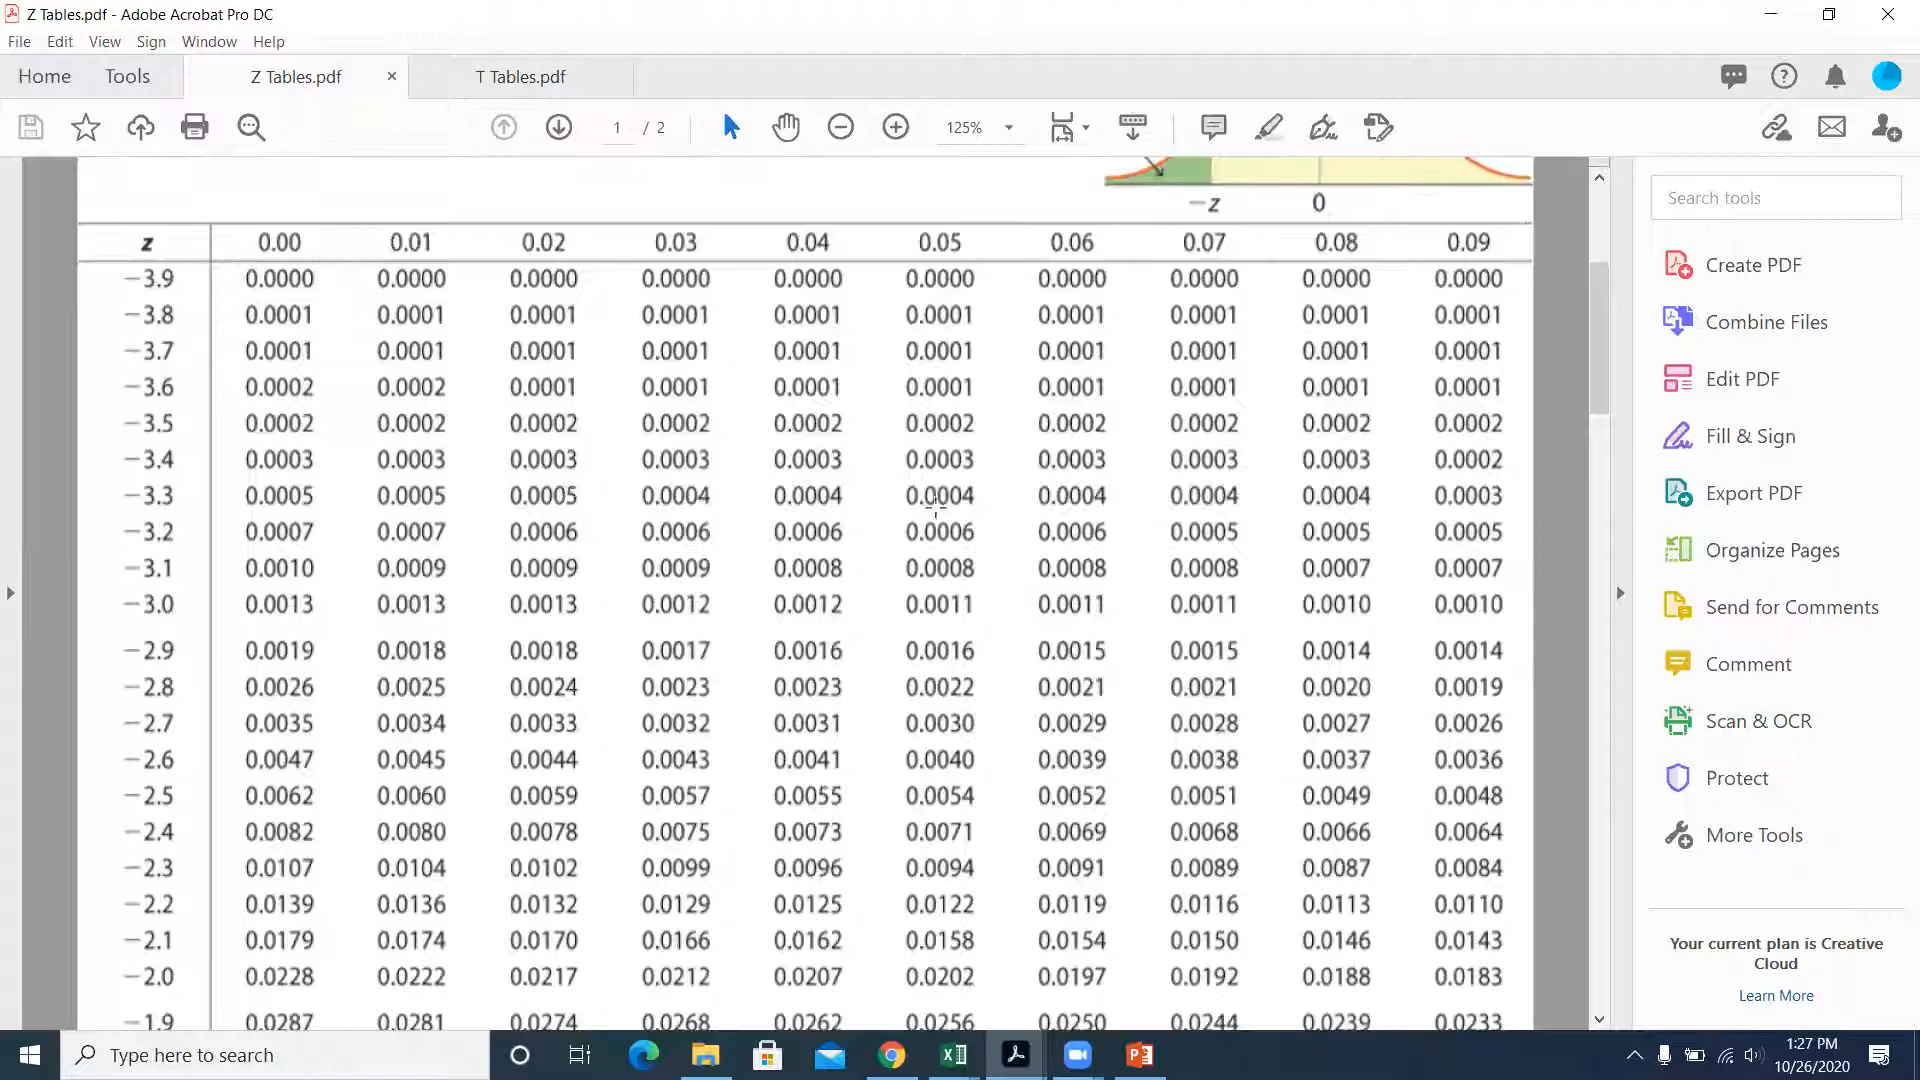 Z Tables.pdf - Adobe Acrobat Pro DC
File Edit View Sign Window Help
Home Tools Z Tables.pdf × T Tables.pdf
1 / 2 125%
−z 0
z 0.00 0.01 0.02 0.03 0.04 0.05 0.06 0.07 0.08 0.09
−3.9 0.0000 0.0000 0.0000 0.0000 0.0000 0.0000 0.0000 0.0000 0.0000 0.0000
−3.8 0.0001 0.0001 0.0001 0.0001 0.0001 0.0001 0.0001 0.0001 0.0001 0.0001
−3.7 0.0001 0.0001 0.0001 0.0001 0.0001 0.0001 0.0001 0.0001 0.0001 0.0001
−3.6 0.0002 0.0002 0.0001 0.0001 0.0001 0.0001 0.0001 0.0001 0.0001 0.0001
−3.5 0.0002 0.0002 0.0002 0.0002 0.0002 0.0002 0.0002 0.0002 0.0002 0.0002
−3.4 0.0003 0.0003 0.0003 0.0003 0.0003 0.0003 0.0003 0.0003 0.0003 0.0002
−3.3 0.0005 0.0005 0.0005 0.0004 0.0004 0.0004 0.0004 0.0004 0.0004 0.0003
−3.2 0.0007 0.0007 0.0006 0.0006 0.0006 0.0006 0.0006 0.0005 0.0005 0.0005
−3.1 0.0010 0.0009 0.0009 0.0009 0.0008 0.0008 0.0008 0.0008 0.0007 0.0007
−3.0 0.0013 0.0013 0.0013 0.0012 0.0012 0.0011 0.0011 0.0011 0.0010 0.0010
−2.9 0.0019 0.0018 0.0018 0.0017 0.0016 0.0016 0.0015 0.0015 0.0014 0.0014
−2.8 0.0026 0.0025 0.0024 0.0023 0.0023 0.0022 0.0021 0.0021 0.0020 0.0019
−2.7 0.0035 0.0034 0.0033 0.0032 0.0031 0.0030 0.0029 0.0028 0.0027 0.0026
−2.6 0.0047 0.0045 0.0044 0.0043 0.0041 0.0040 0.0039 0.0038 0.0037 0.0036
−2.5 0.0062 0.0060 0.0059 0.0057 0.0055 0.0054 0.0052 0.0051 0.0049 0.0048
−2.4 0.0082 0.0080 0.0078 0.0075 0.0073 0.0071 0.0069 0.0068 0.0066 0.0064
−2.3 0.0107 0.0104 0.0102 0.0099 0.0096 0.0094 0.0091 0.0089 0.0087 0.0084
−2.2 0.0139 0.0136 0.0132 0.0129 0.0125 0.0122 0.0119 0.0116 0.0113 0.0110
−2.1 0.0179 0.0174 0.0170 0.0166 0.0162 0.0158 0.0154 0.0150 0.0146 0.0143
−2.0 0.0228 0.0222 0.0217 0.0212 0.0207 0.0202 0.0197 0.0192 0.0188 0.0183
−1.9 0.0287 0.0281 0.0274 0.0268 0.0262 0.0256 0.0250 0.0244 0.0239 0.0233
Search tools
Create PDF
Combine Files
Edit PDF
Fill & Sign
Export PDF
Organize Pages
Send for Comments
Comment
Scan & OCR
Protect
More Tools
Your current plan is Creative
Cloud
Learn More
Type here to search
1:27 PM
10/26/2020